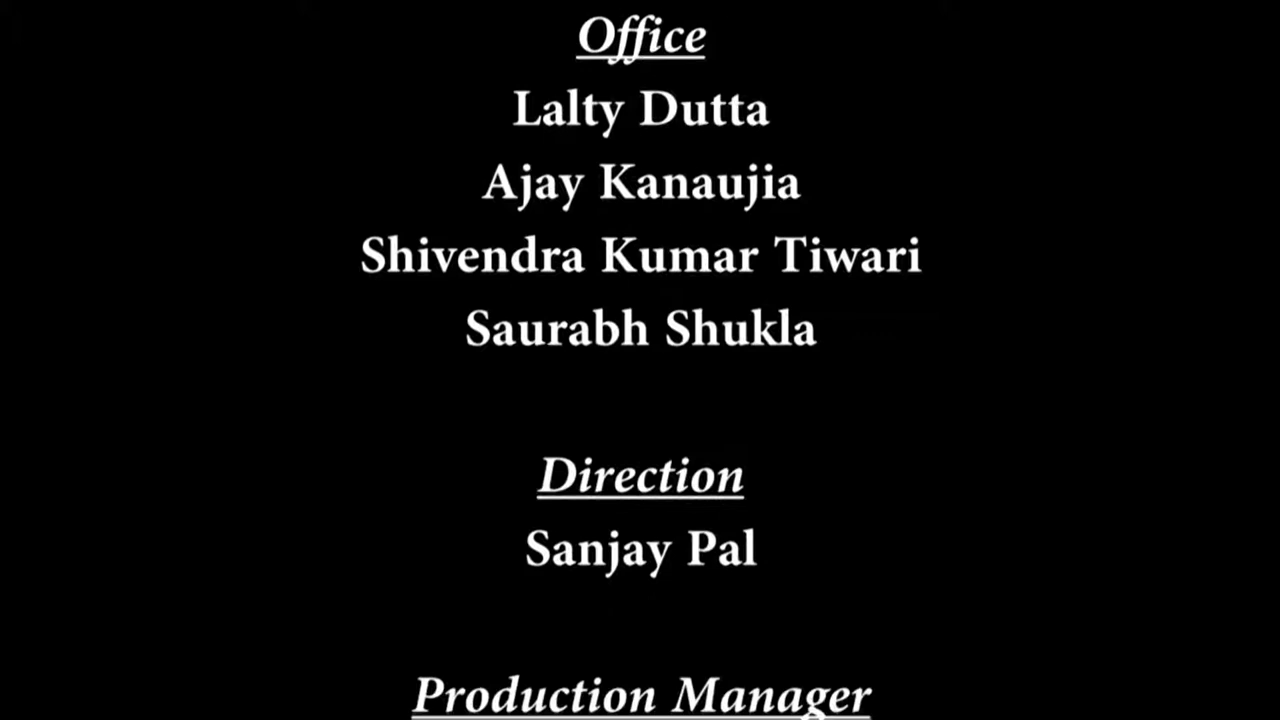 Office
Lalty Dutta
Ajay Kanaujia
Shivendra Kumar Tiwari
Saurabh Shukla
Direction
Sanjay Pal
Production Manager